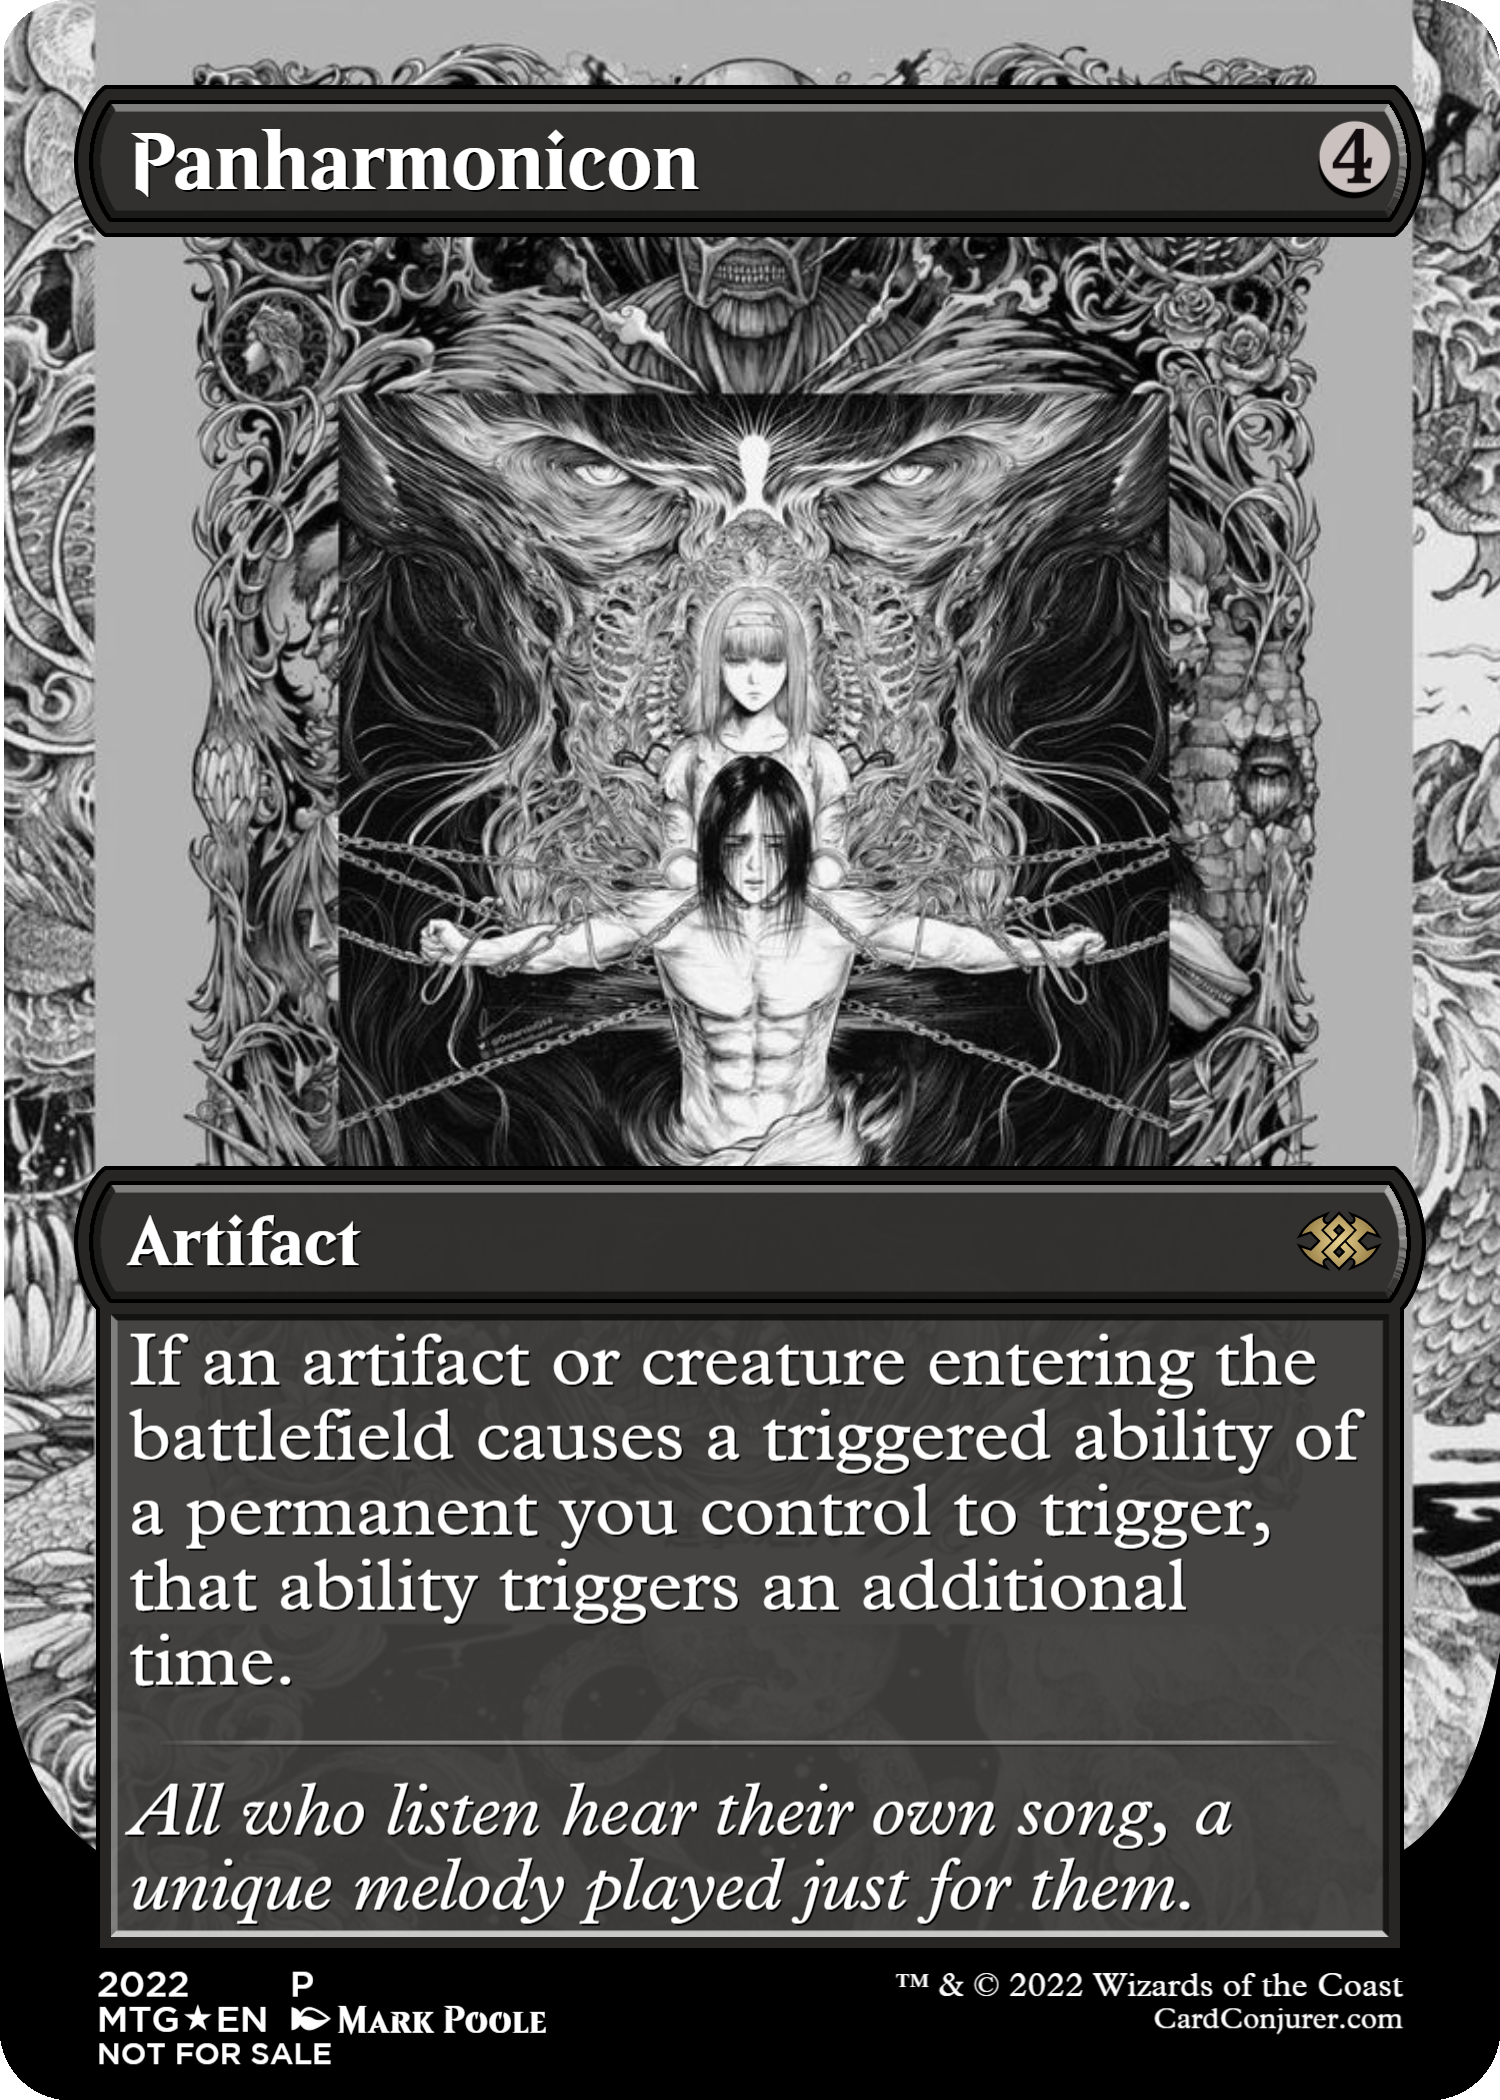 Panharmonicon 4
Artifact
If an artifact or creature entering the
battlefield causes a triggered ability of
a permanent you control to trigger,
that ability triggers an additional
time.
All who listen hear their own song, a
unique melody played just for them.
2022 P
MTG★EN MARK POOLE
NOT FOR SALE
™ & © 2022 Wizards of the Coast
CardConjurer.com